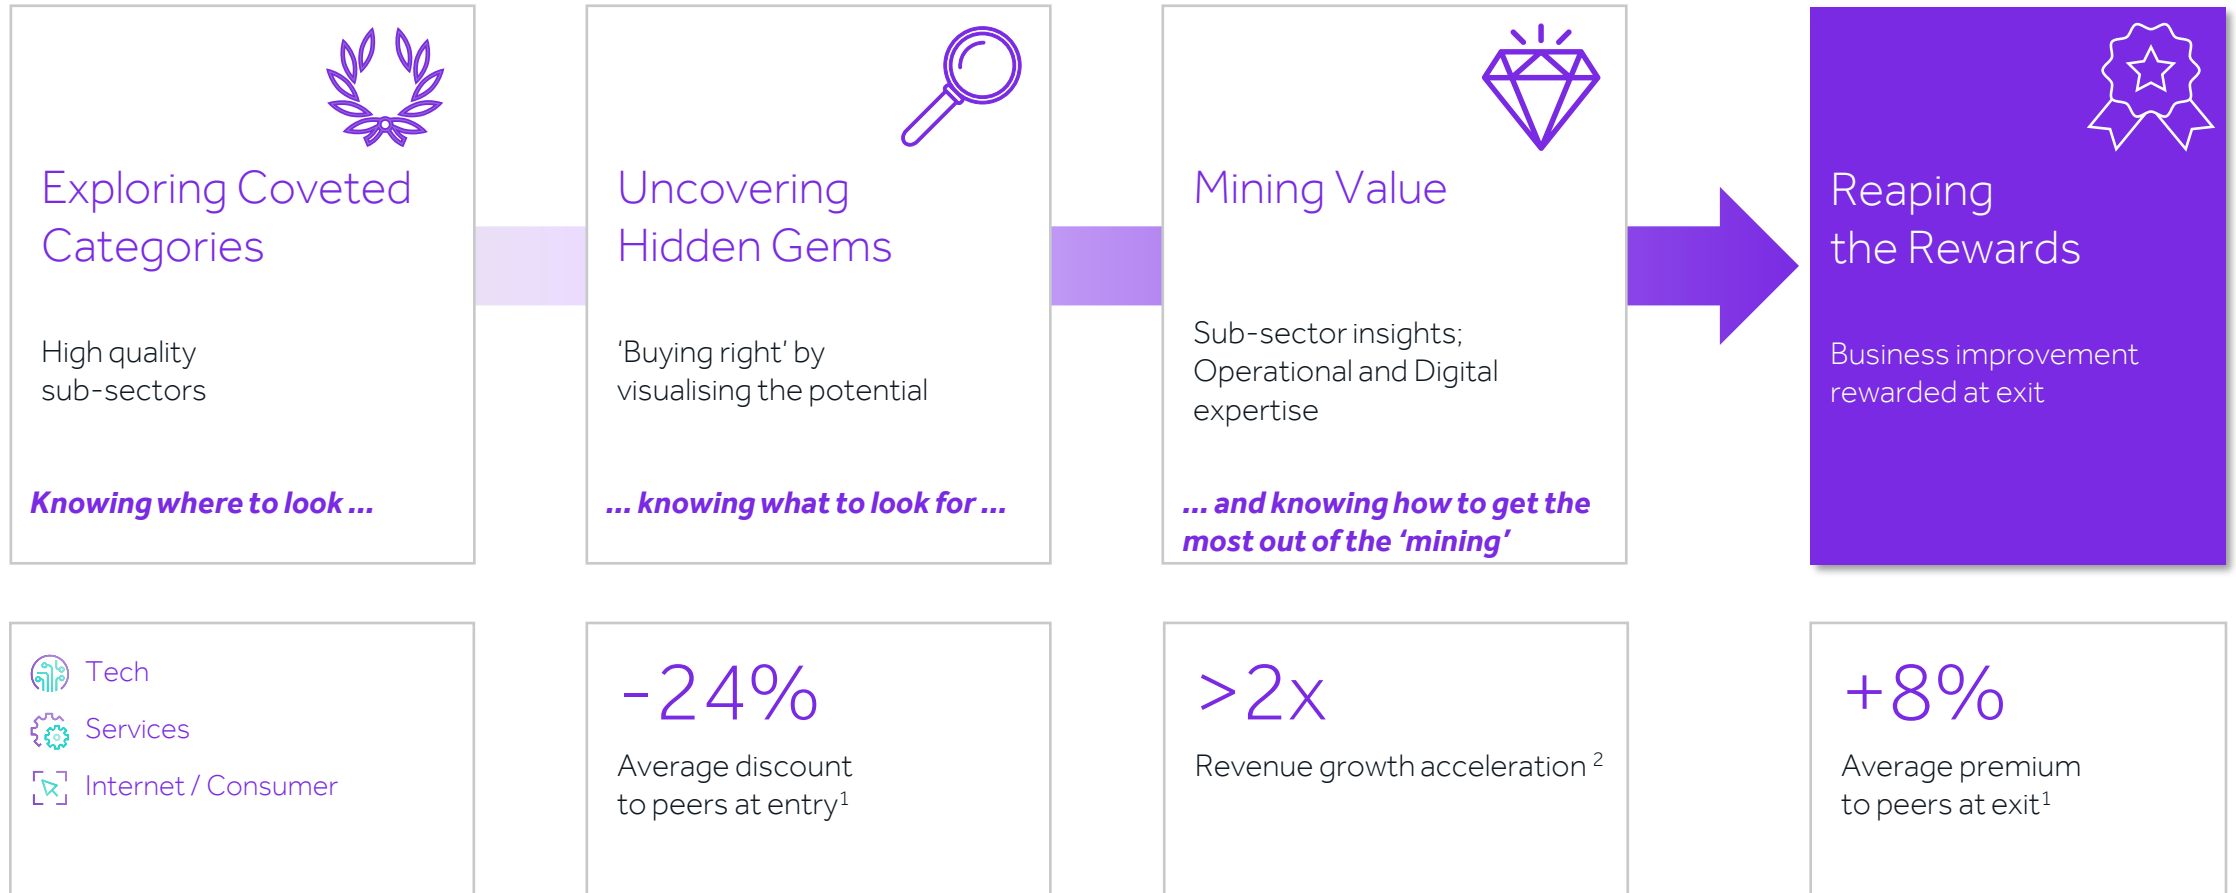 Exploring Coveted
Categories
High quality
sub-sectors
Knowing where to look ...
Uncovering
Hidden Gems
‘Buying right’ by
visualising the potential
... knowing what to look for ...
Mining Value
Sub-sector insights;
Operational and Digital
expertise
... and knowing how to get the
most out of the ‘mining’
Reaping
the Rewards
Business improvement
rewarded at exit
Tech
Services
Internet / Consumer
-24%
Average discount
to peers at entry¹
>2x
Revenue growth acceleration ²
+8%
Average premium
to peers at exit¹